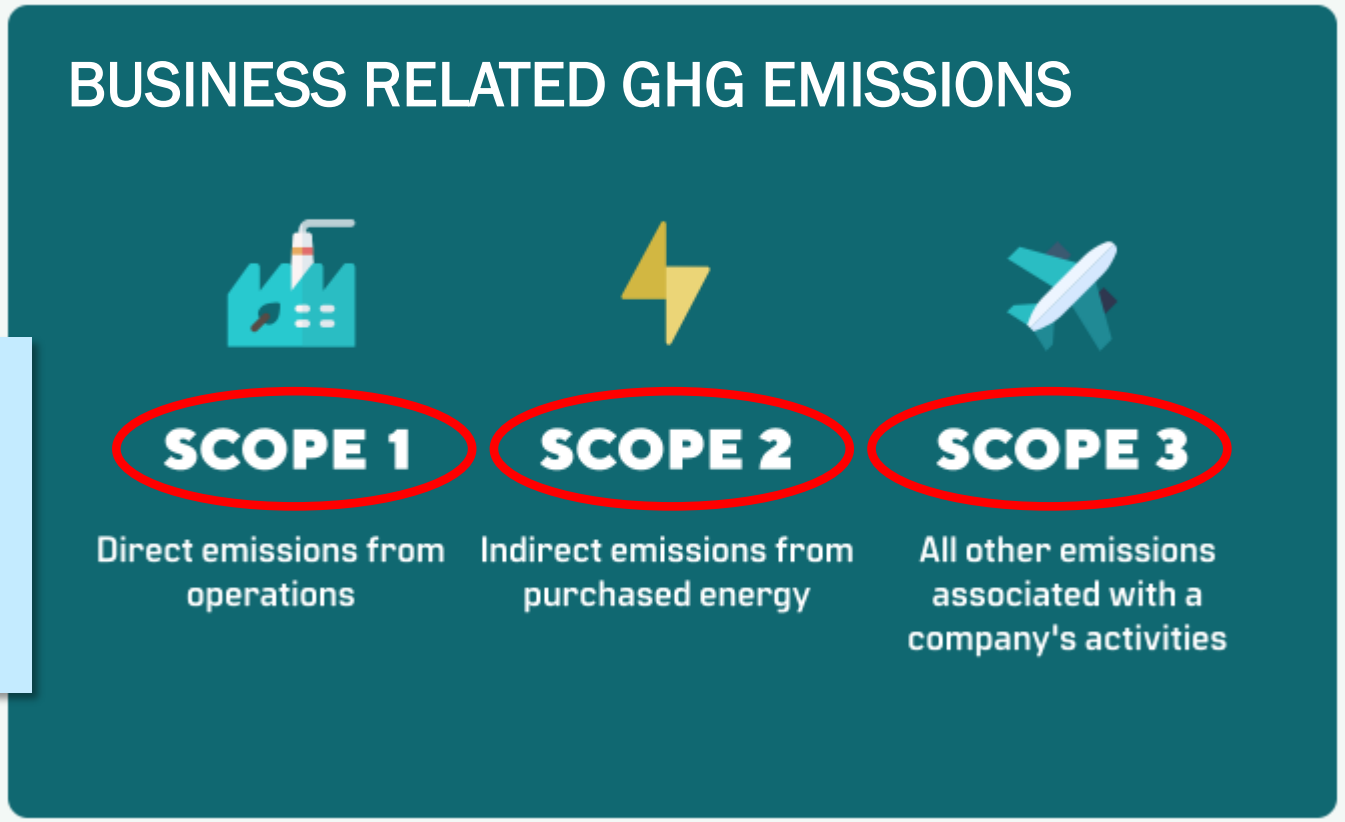 BUSINESS RELATED GHG EMISSIONS
SCOPE 1
Direct emissions from
operations
SCOPE 2
Indirect emissions from
purchased energy
SCOPE 3
All other emissions
associated with a
company's activities